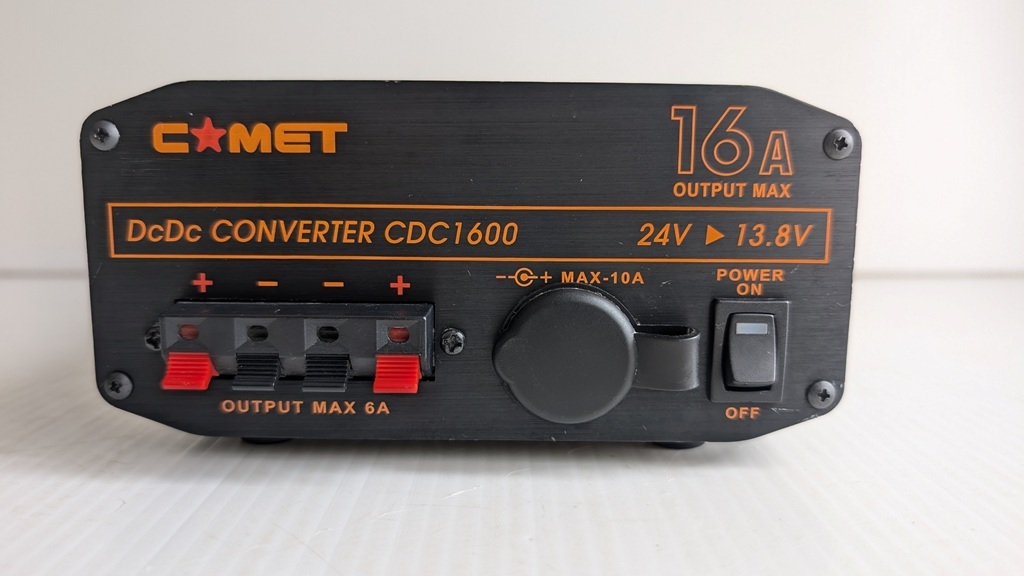 C★MET
16A
OUTPUT MAX
DcDc CONVERTER CDC1600
24V ▶ 13.8V
+ − − +
MAX-10A
POWER
ON
OUTPUT MAX 6A
OFF